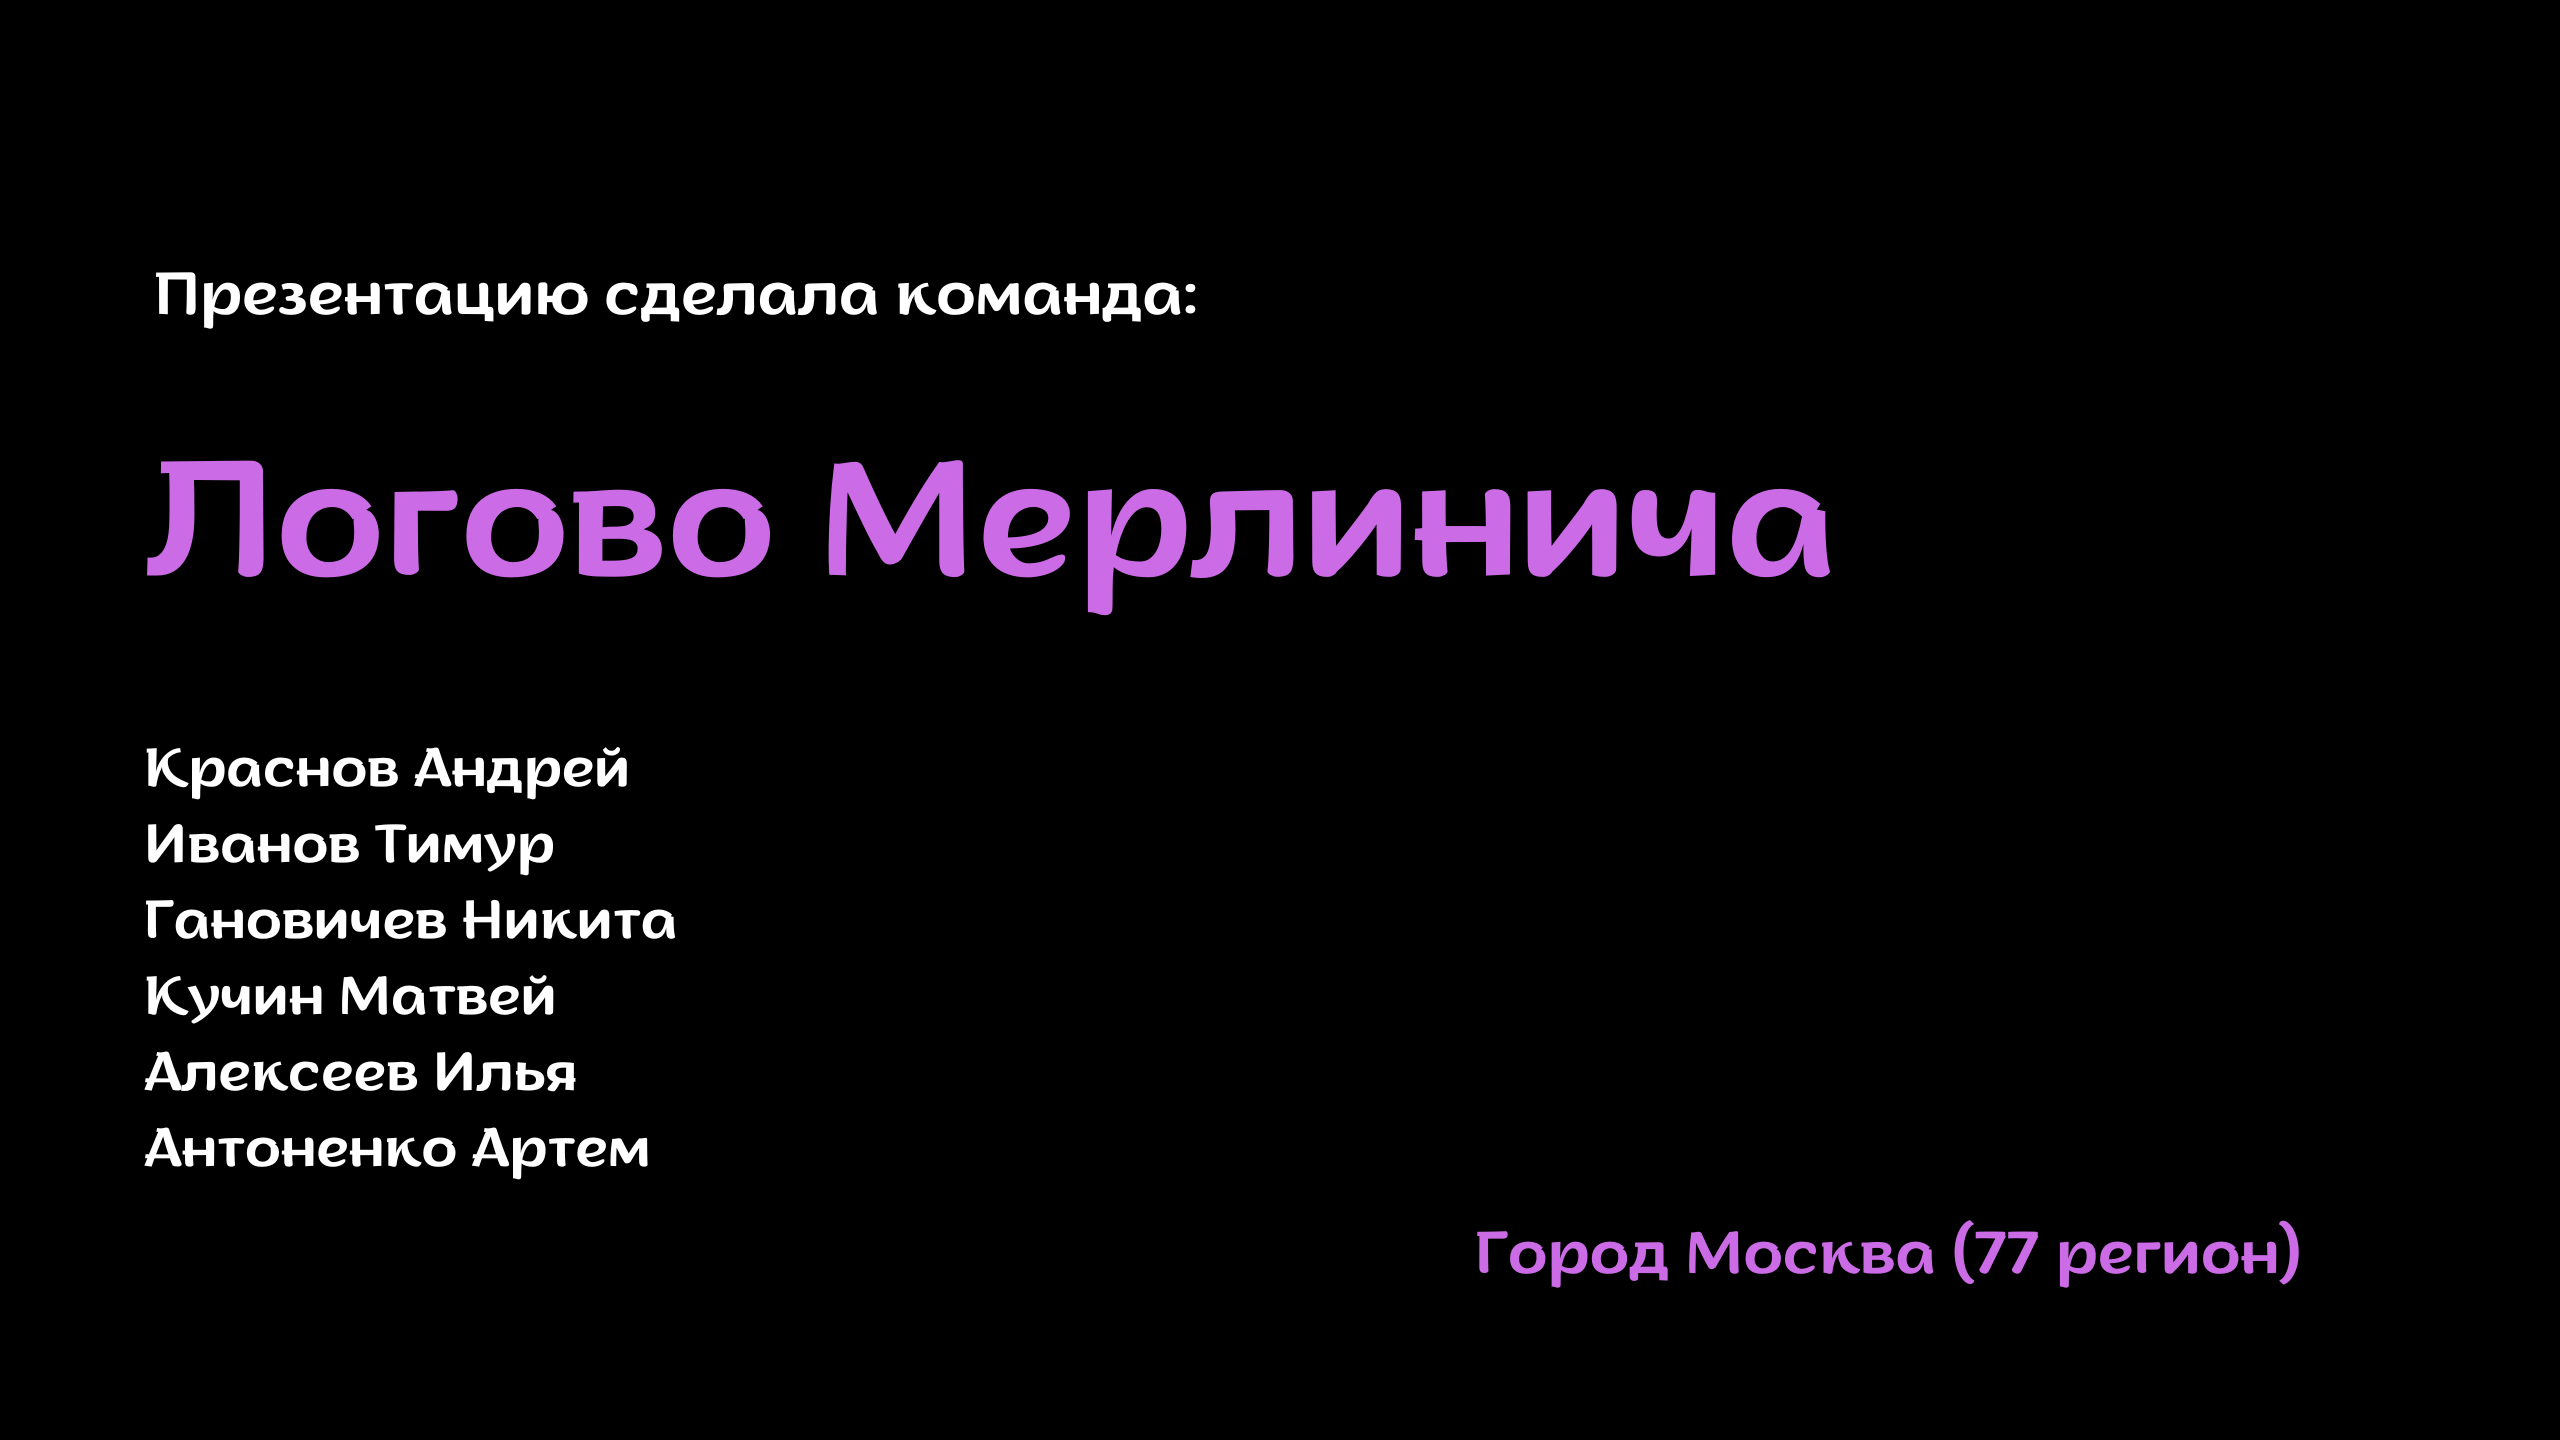 Презентацию сделала команда:
Логово Мерлинича
Краснов Андрей
Иванов Тимур
Гановичев Никита
Кучин Матвей
Алексеев Илья
Антоненко Артем
Город Москва (77 регион)